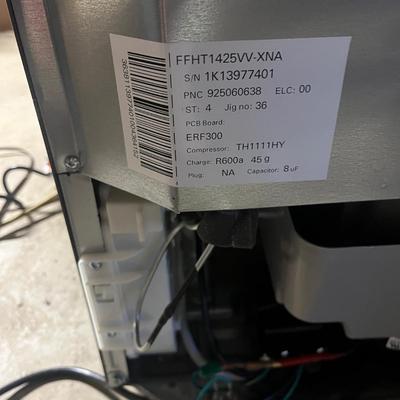 FFHT1425VV-XNA
S/N 1K13977401
PNC 925060638 ELC: 00
ST: 4 Jig no: 36
PCB Board:
ERF300
Compressor: TH1111HY
Charge: R600a 45 g
Plug: NA Capacitor: 8 uF